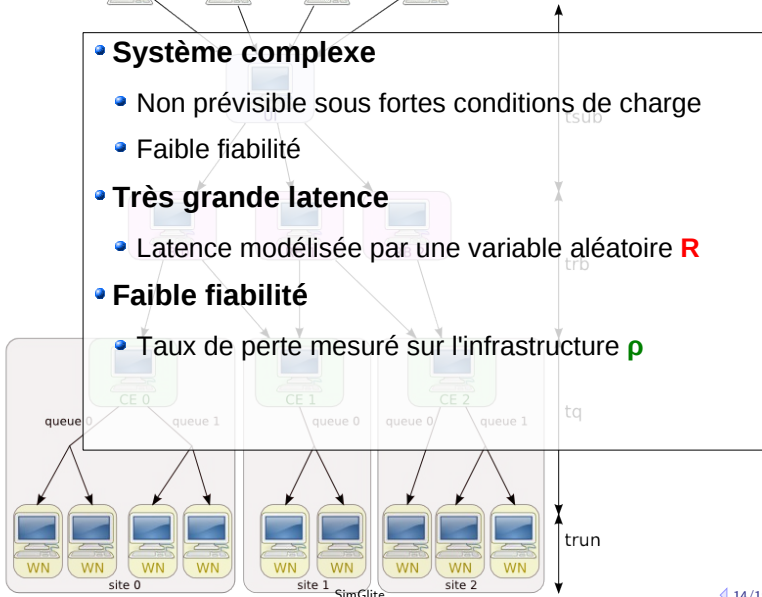 Système complexe
Non prévisible sous fortes conditions de charge
UI
tsub
Faible fiabilité
Très grande latence
Latence modélisée par une variable aléatoire R
trb
Faible fiabilité
Taux de perte mesuré sur l'infrastructure ρ
CE 0
CE 1
CE 2
tq
queue 0
queue 1
queue 0
queue 0
queue 1
WN
WN
WN
WN
WN
WN
WN
WN
WN
trun
site 0
site 1
site 2
SimGlite
14/1